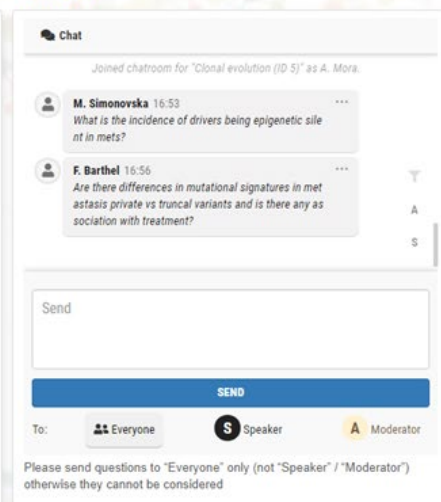 Chat
Joined chatroom for "Clonal evolution (ID 5)" as A. Mora.
M. Simonovska 16:53
What is the incidence of drivers being epigenetic sile
nt in mets?
F. Barthel 16:56
Are there differences in mutational signatures in met
astasis private vs truncal variants and is there any as
sociation with treatment?
A
S
Send
SEND
To: Everyone S Speaker A Moderator
Please send questions to "Everyone" only (not "Speaker" / "Moderator")
otherwise they cannot be considered